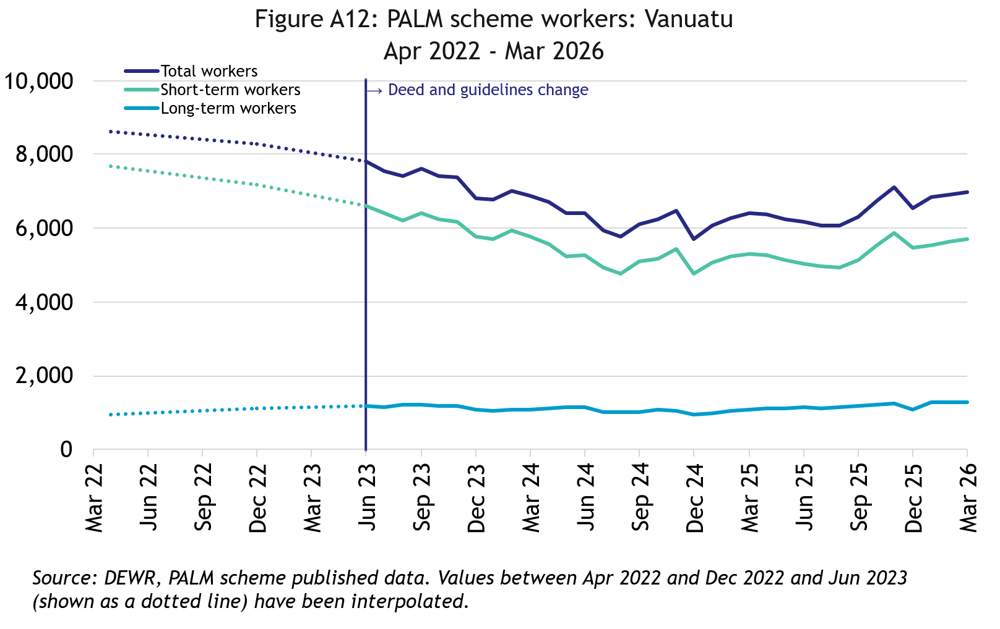 Figure A12: PALM scheme workers: Vanuatu
Apr 2022 - Mar 2026
Total workers
Short-term workers
Long-term workers
→ Deed and guidelines change
10,000
8,000
6,000
4,000
2,000
0
Mar 22
Jun 22
Sep 22
Dec 22
Mar 23
Jun 23
Sep 23
Dec 23
Mar 24
Jun 24
Sep 24
Dec 24
Mar 25
Jun 25
Sep 25
Dec 25
Mar 26
Source: DEWR, PALM scheme published data. Values between Apr 2022 and Dec 2022 and Jun 2023
(shown as a dotted line) have been interpolated.